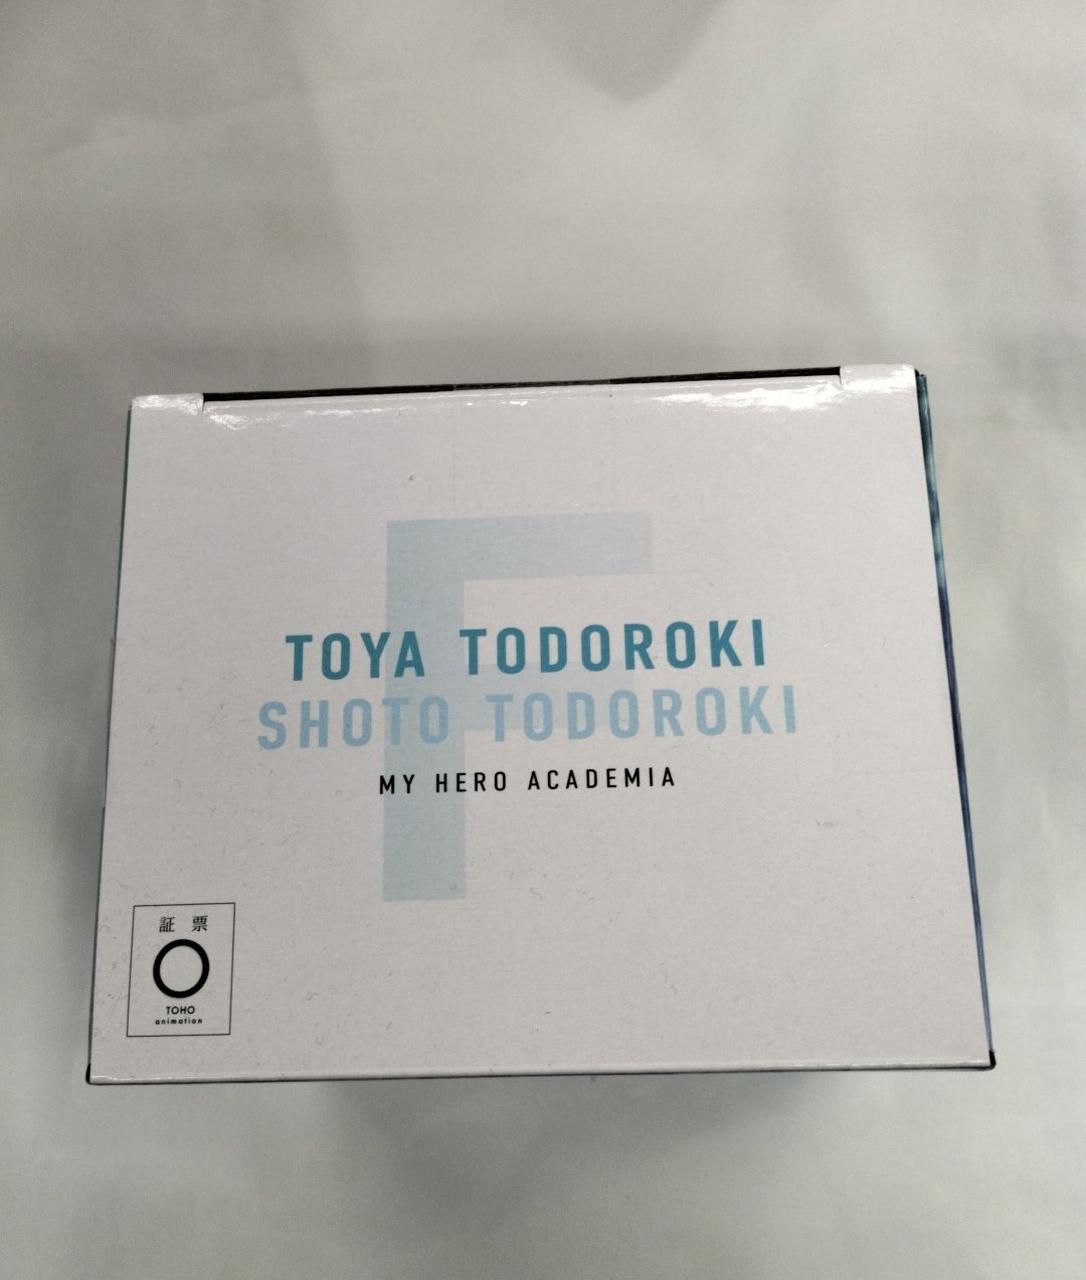 F
TOYA TODOROKI
SHOTO TODOROKI
MY HERO ACADEMIA
証 票
TOHO
animation